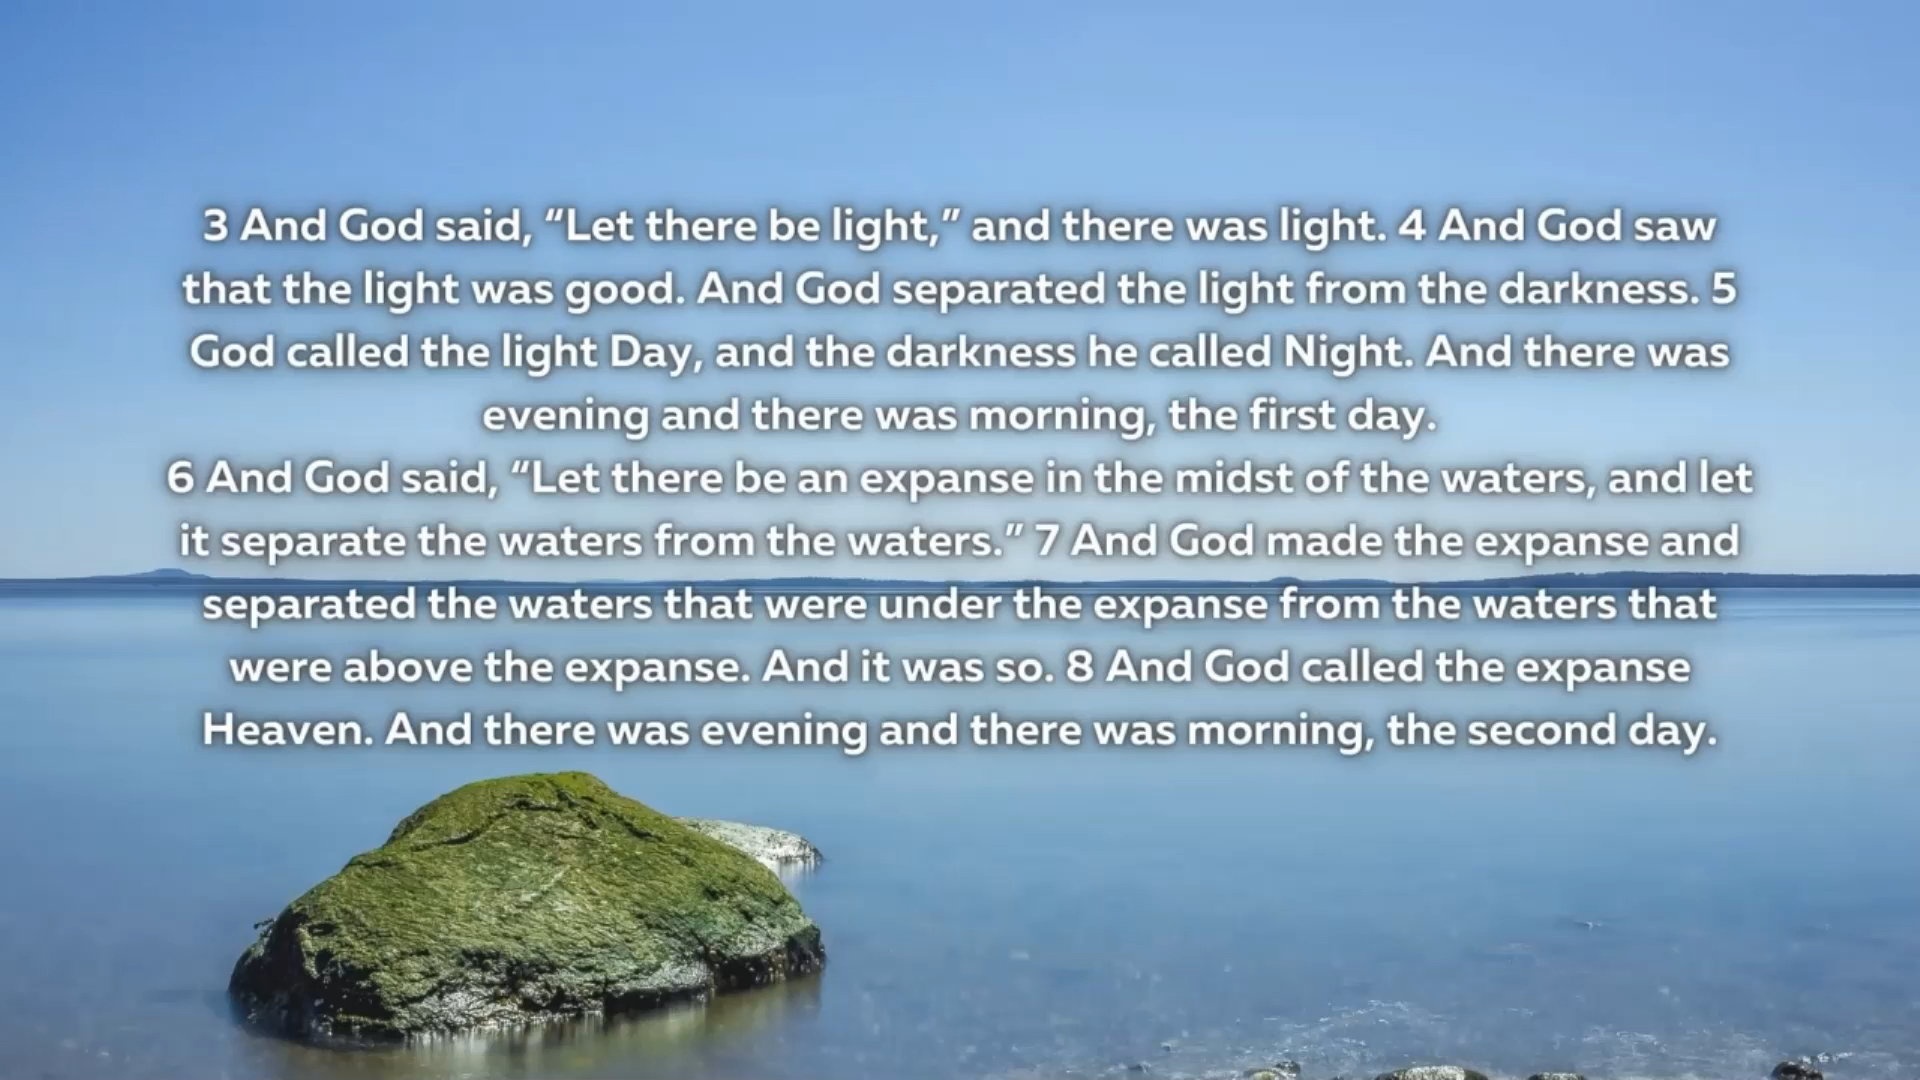 3 And God said, “Let there be light,” and there was light. 4 And God saw
that the light was good. And God separated the light from the darkness. 5
God called the light Day, and the darkness he called Night. And there was
evening and there was morning, the first day.
6 And God said, “Let there be an expanse in the midst of the waters, and let
it separate the waters from the waters.” 7 And God made the expanse and
separated the waters that were under the expanse from the waters that
were above the expanse. And it was so. 8 And God called the expanse
Heaven. And there was evening and there was morning, the second day.